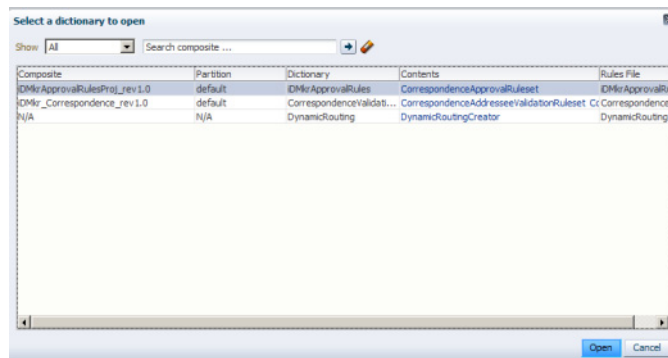 Select a dictionary to open
Show All Search composite ...
Composite Partition Dictionary Contents Rules File
iDMkrApprovalRulesProj_rev1.0 default iDMkrApprovalRules CorrespondenceApprovalRuleset iDMkrApprovalR
iDMkr_Correspondence_rev1.0 default CorrespondenceValidati... CorrespondenceAddresseeValidationRuleset Co Correspondence
N/A N/A DynamicRouting DynamicRoutingCreator DynamicRouting
Open Cancel